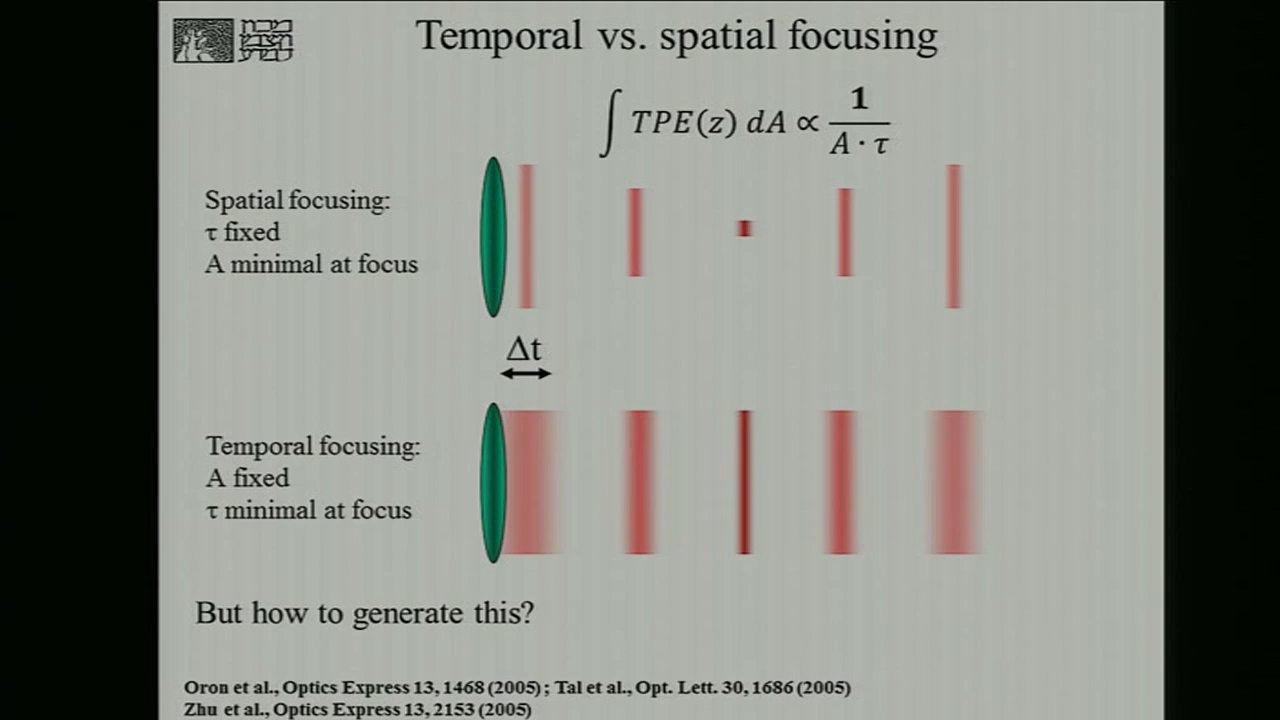 Temporal vs. spatial focusing
∫ TPE(z) dA ∝ 1 / (A · τ)
Spatial focusing:
τ fixed
A minimal at focus
Δt
Temporal focusing:
A fixed
τ minimal at focus
But how to generate this?
Oron et al., Optics Express 13, 1468 (2005); Tal et al., Opt. Lett. 30, 1686 (2005)
Zhu et al., Optics Express 13, 2153 (2005)